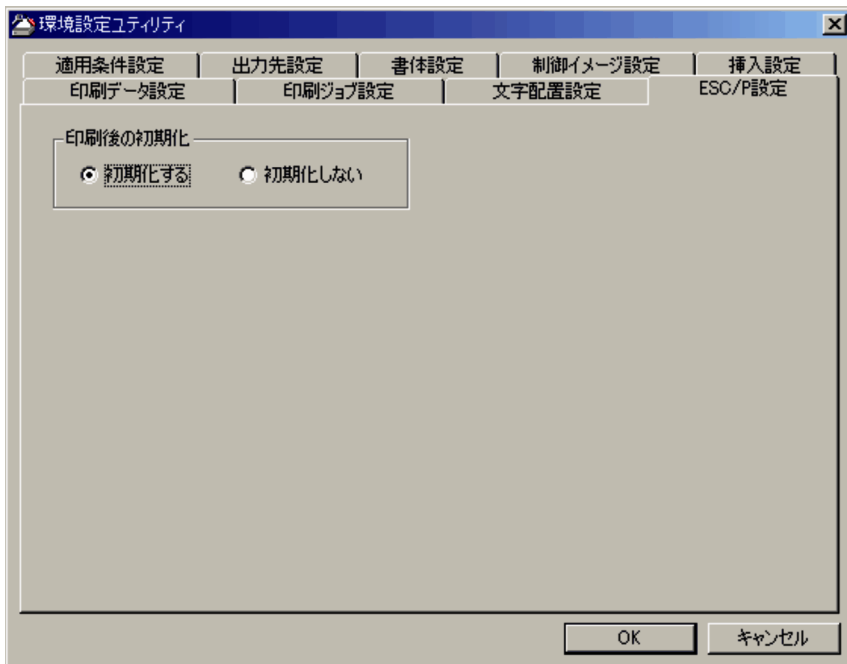 環境設定ユティリティ
適用条件設定 出力先設定 書体設定 制御イメージ設定 挿入設定
印刷データ設定 印刷ジョブ設定 文字配置設定 ESC/P設定
印刷後の初期化
初期化する 初期化しない
OK キャンセル